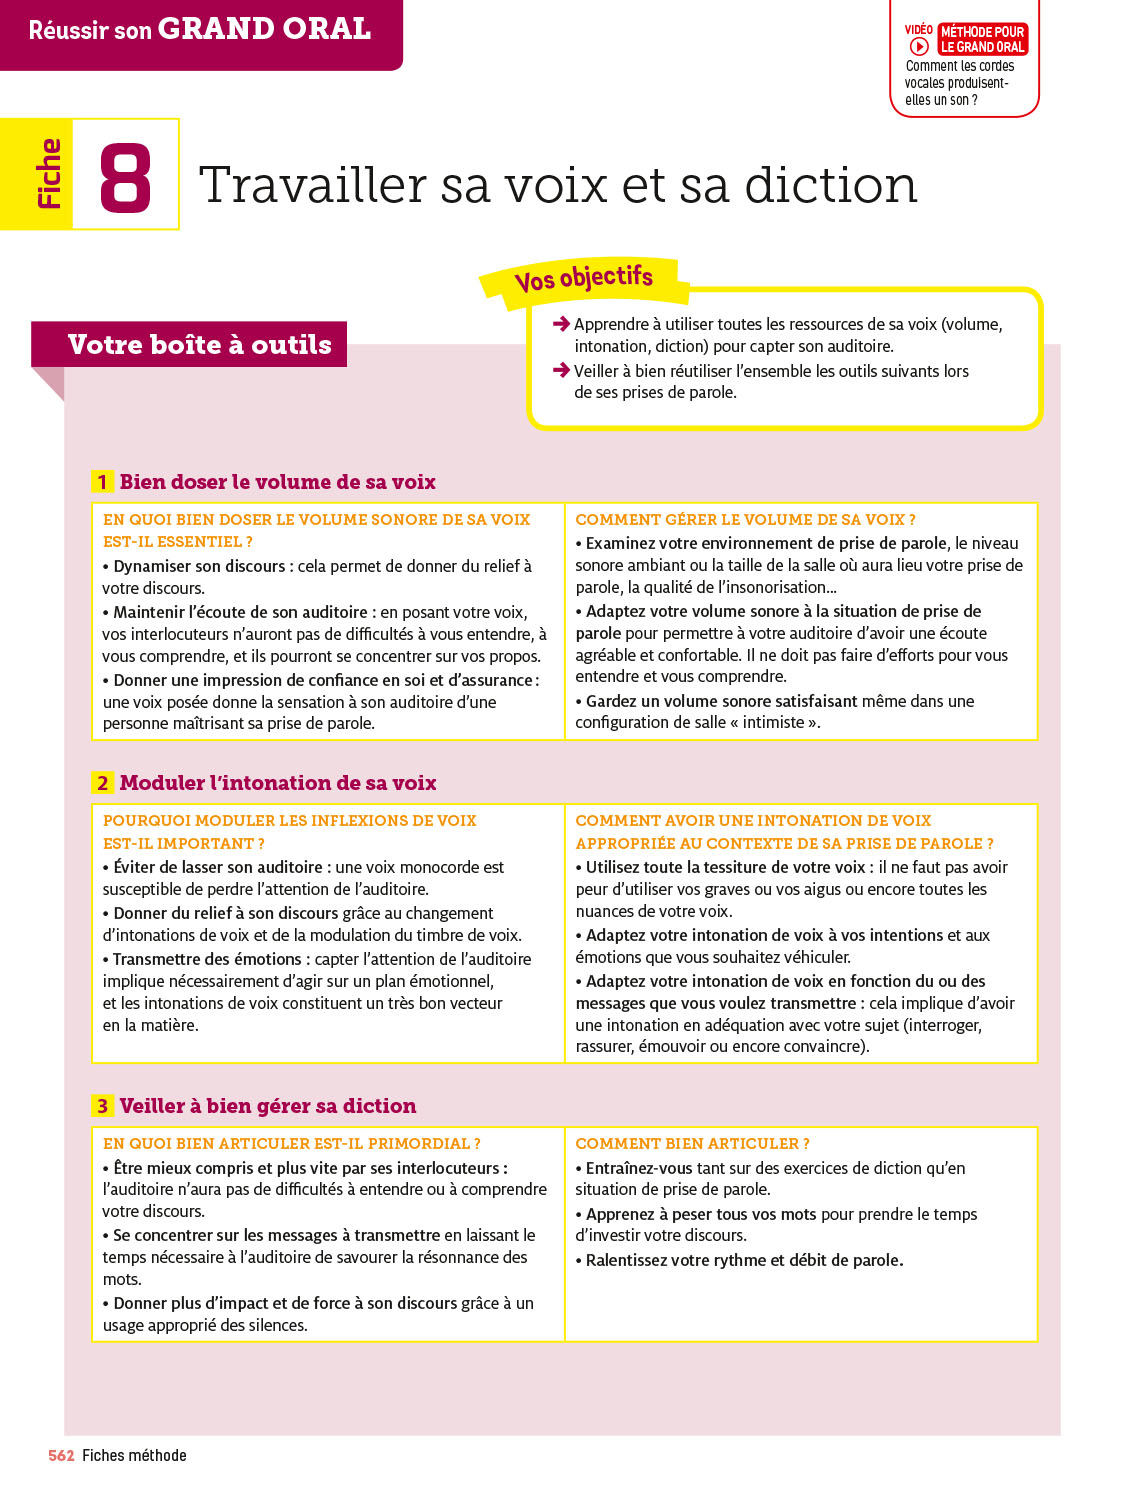 Réussir son GRAND ORAL
VIDÉO
MÉTHODE POUR
LE GRAND ORAL
Comment les cordes
vocales produisent-
elles un son ?
Fiche
8
Travailler sa voix et sa diction
Vos objectifs
➔ Apprendre à utiliser toutes les ressources de sa voix (volume,
intonation, diction) pour capter son auditoire.
➔ Veiller à bien réutiliser l'ensemble les outils suivants lors
de ses prises de parole.
Votre boîte à outils
1 Bien doser le volume de sa voix
EN QUOI BIEN DOSER LE VOLUME SONORE DE SA VOIX
EST-IL ESSENTIEL ?
• Dynamiser son discours : cela permet de donner du relief à
votre discours.
• Maintenir l'écoute de son auditoire : en posant votre voix,
vos interlocuteurs n'auront pas de difficultés à vous entendre, à
vous comprendre, et ils pourront se concentrer sur vos propos.
• Donner une impression de confiance en soi et d'assurance :
une voix posée donne la sensation à son auditoire d'une
personne maîtrisant sa prise de parole.
COMMENT GÉRER LE VOLUME DE SA VOIX ?
• Examinez votre environnement de prise de parole, le niveau
sonore ambiant ou la taille de la salle où aura lieu votre prise de
parole, la qualité de l'insonorisation...
• Adaptez votre volume sonore à la situation de prise de
parole pour permettre à votre auditoire d'avoir une écoute
agréable et confortable. Il ne doit pas faire d'efforts pour vous
entendre et vous comprendre.
• Gardez un volume sonore satisfaisant même dans une
configuration de salle « intimiste ».
2 Moduler l'intonation de sa voix
POURQUOI MODULER LES INFLEXIONS DE VOIX
EST-IL IMPORTANT ?
• Éviter de lasser son auditoire : une voix monocorde est
susceptible de perdre l'attention de l'auditoire.
• Donner du relief à son discours grâce au changement
d'intonations de voix et de la modulation du timbre de voix.
• Transmettre des émotions : capter l'attention de l'auditoire
implique nécessairement d'agir sur un plan émotionnel,
et les intonations de voix constituent un très bon vecteur
en la matière.
COMMENT AVOIR UNE INTONATION DE VOIX
APPROPRIÉE AU CONTEXTE DE SA PRISE DE PAROLE ?
• Utilisez toute la tessiture de votre voix : il ne faut pas avoir
peur d'utiliser vos graves ou vos aigus ou encore toutes les
nuances de votre voix.
• Adaptez votre intonation de voix à vos intentions et aux
émotions que vous souhaitez véhiculer.
• Adaptez votre intonation de voix en fonction du ou des
messages que vous voulez transmettre : cela implique d'avoir
une intonation en adéquation avec votre sujet (interroger,
rassurer, émouvoir ou encore convaincre).
3 Veiller à bien gérer sa diction
EN QUOI BIEN ARTICULER EST-IL PRIMORDIAL ?
• Être mieux compris et plus vite par ses interlocuteurs :
l'auditoire n'aura pas de difficultés à entendre ou à comprendre
votre discours.
• Se concentrer sur les messages à transmettre en laissant le
temps nécessaire à l'auditoire de savourer la résonnance des
mots.
• Donner plus d'impact et de force à son discours grâce à un
usage approprié des silences.
COMMENT BIEN ARTICULER ?
• Entraînez-vous tant sur des exercices de diction qu'en
situation de prise de parole.
• Apprenez à peser tous vos mots pour prendre le temps
d'investir votre discours.
• Ralentissez votre rythme et débit de parole.
562 Fiches méthode